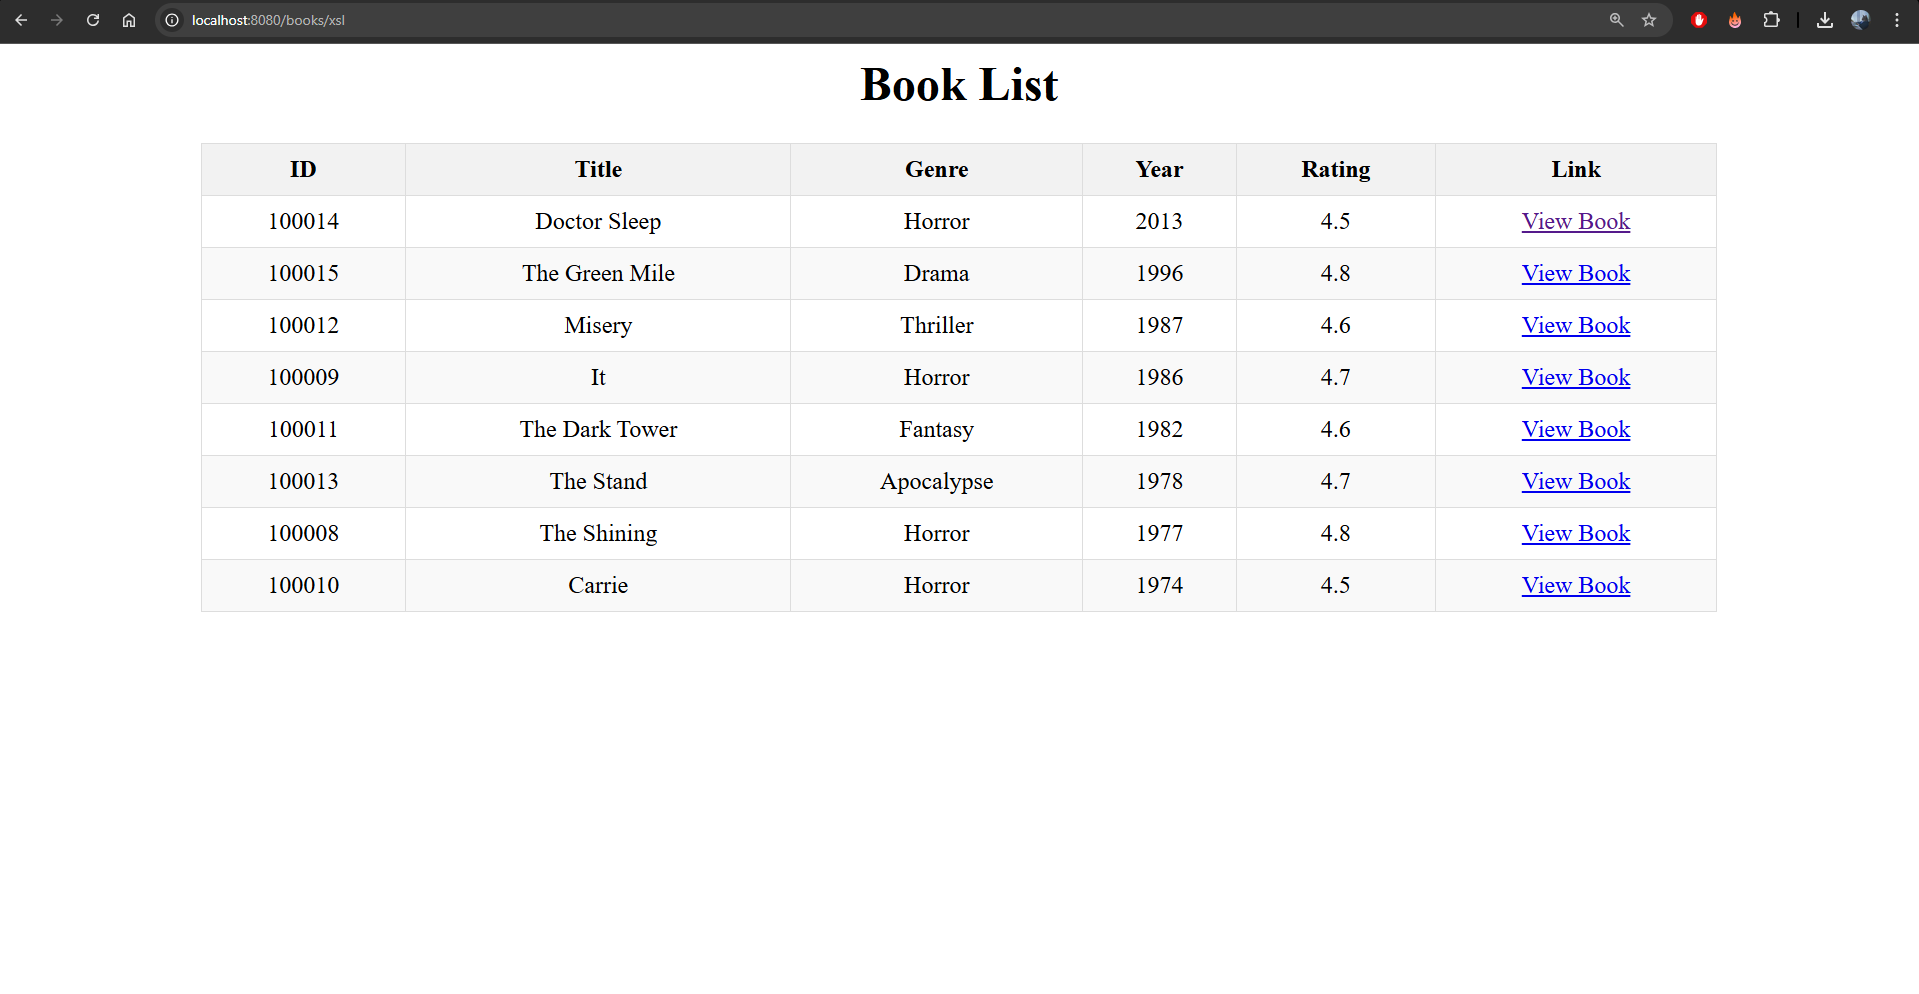 localhost:8080/books/xsl
Book List
ID Title Genre Year Rating Link
100014 Doctor Sleep Horror 2013 4.5 View Book
100015 The Green Mile Drama 1996 4.8 View Book
100012 Misery Thriller 1987 4.6 View Book
100009 It Horror 1986 4.7 View Book
100011 The Dark Tower Fantasy 1982 4.6 View Book
100013 The Stand Apocalypse 1978 4.7 View Book
100008 The Shining Horror 1977 4.8 View Book
100010 Carrie Horror 1974 4.5 View Book